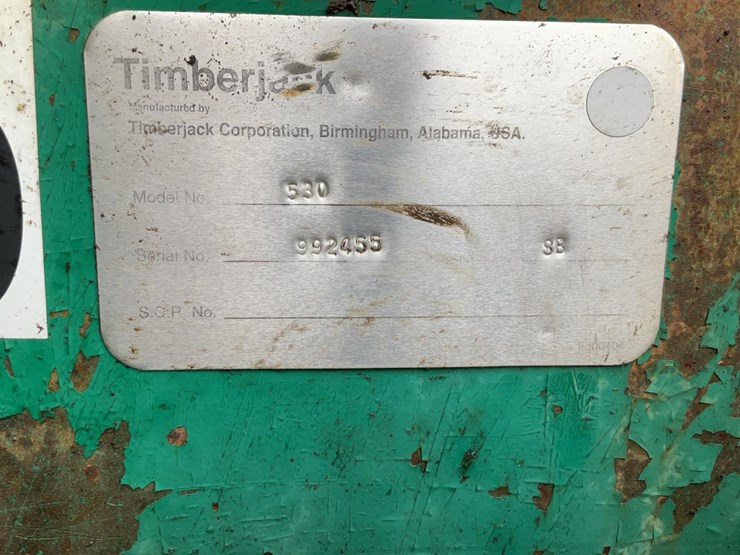 Timberjack
Manufactured by
Timberjack Corporation, Birmingham, Alabama, USA.
Model No. 530
Serial No. 992455 SB
S.O.P. No.